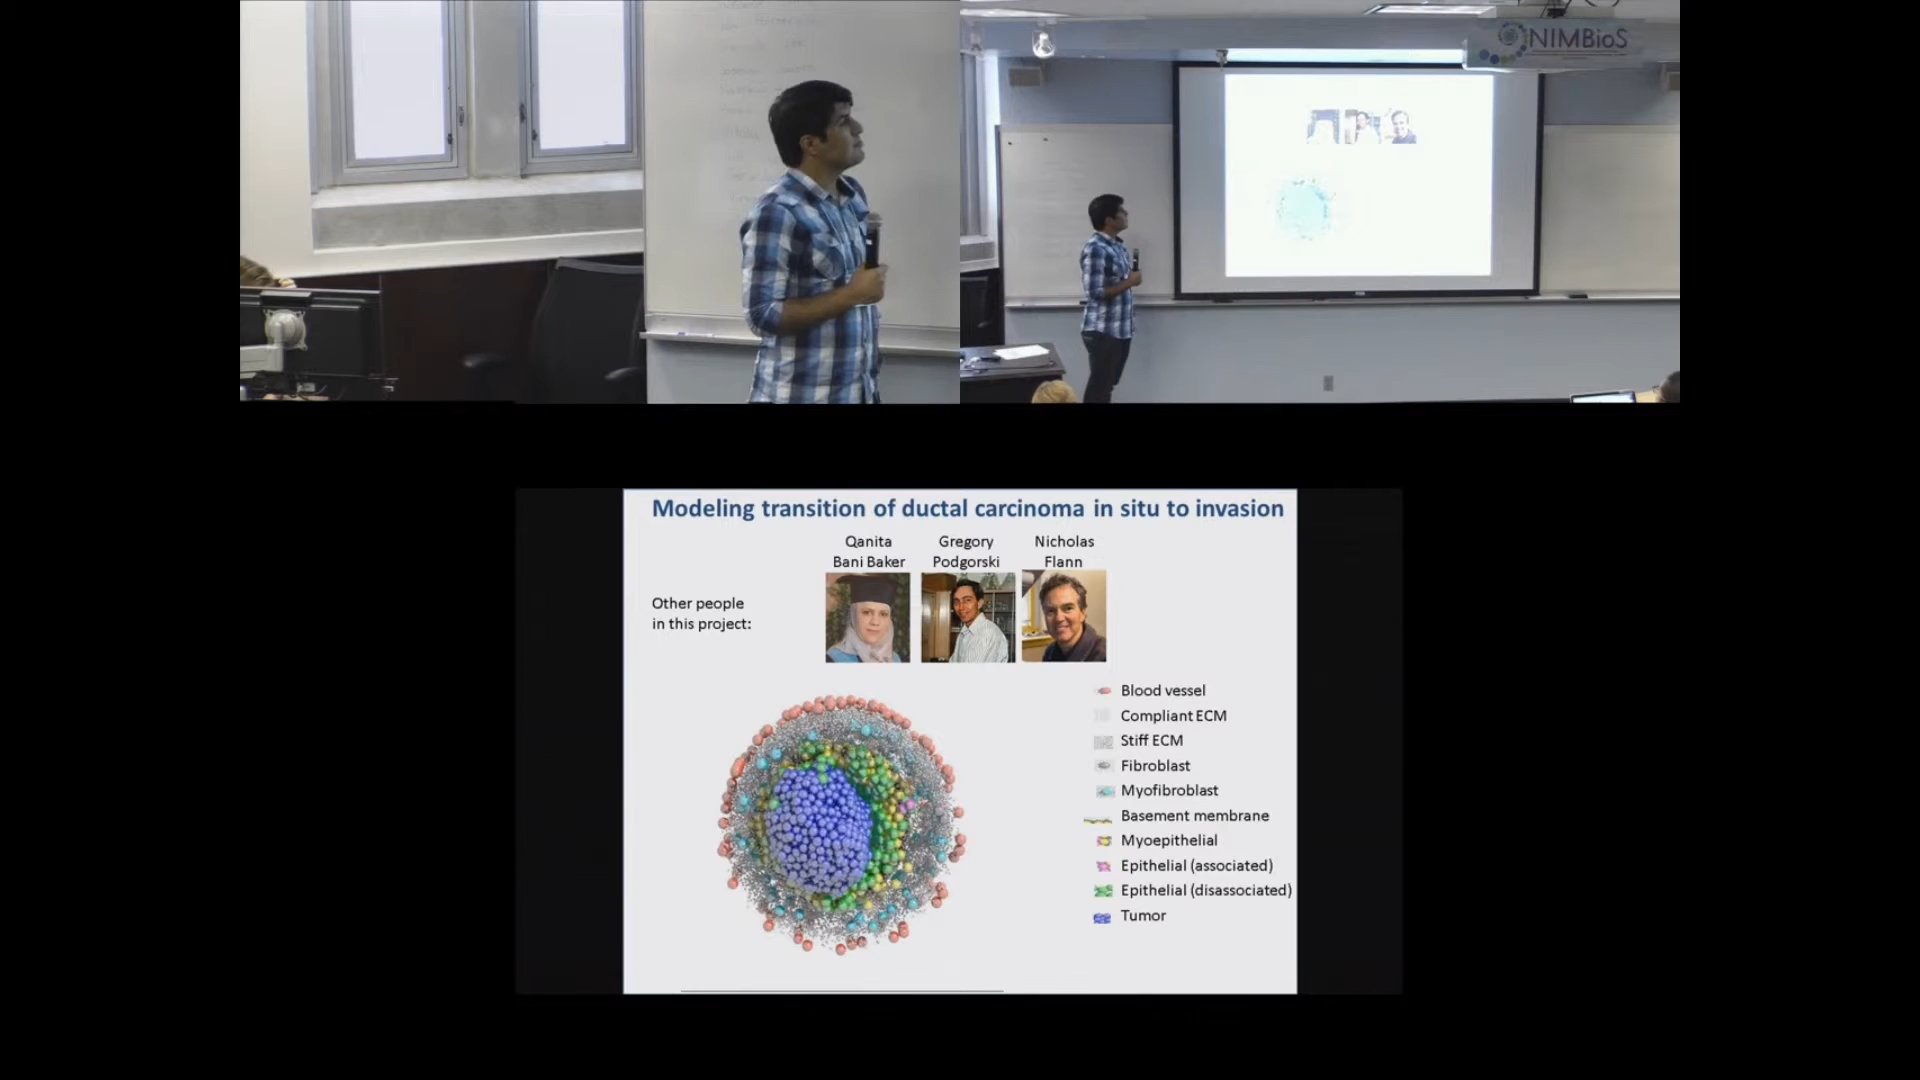 NIMBioS
Modeling transition of ductal carcinoma in situ to invasion
Qanita
Bani Baker
Gregory
Podgorski
Nicholas
Flann
Other people
in this project:
Blood vessel
Compliant ECM
Stiff ECM
Fibroblast
Myofibroblast
Basement membrane
Myoepithelial
Epithelial (associated)
Epithelial (disassociated)
Tumor